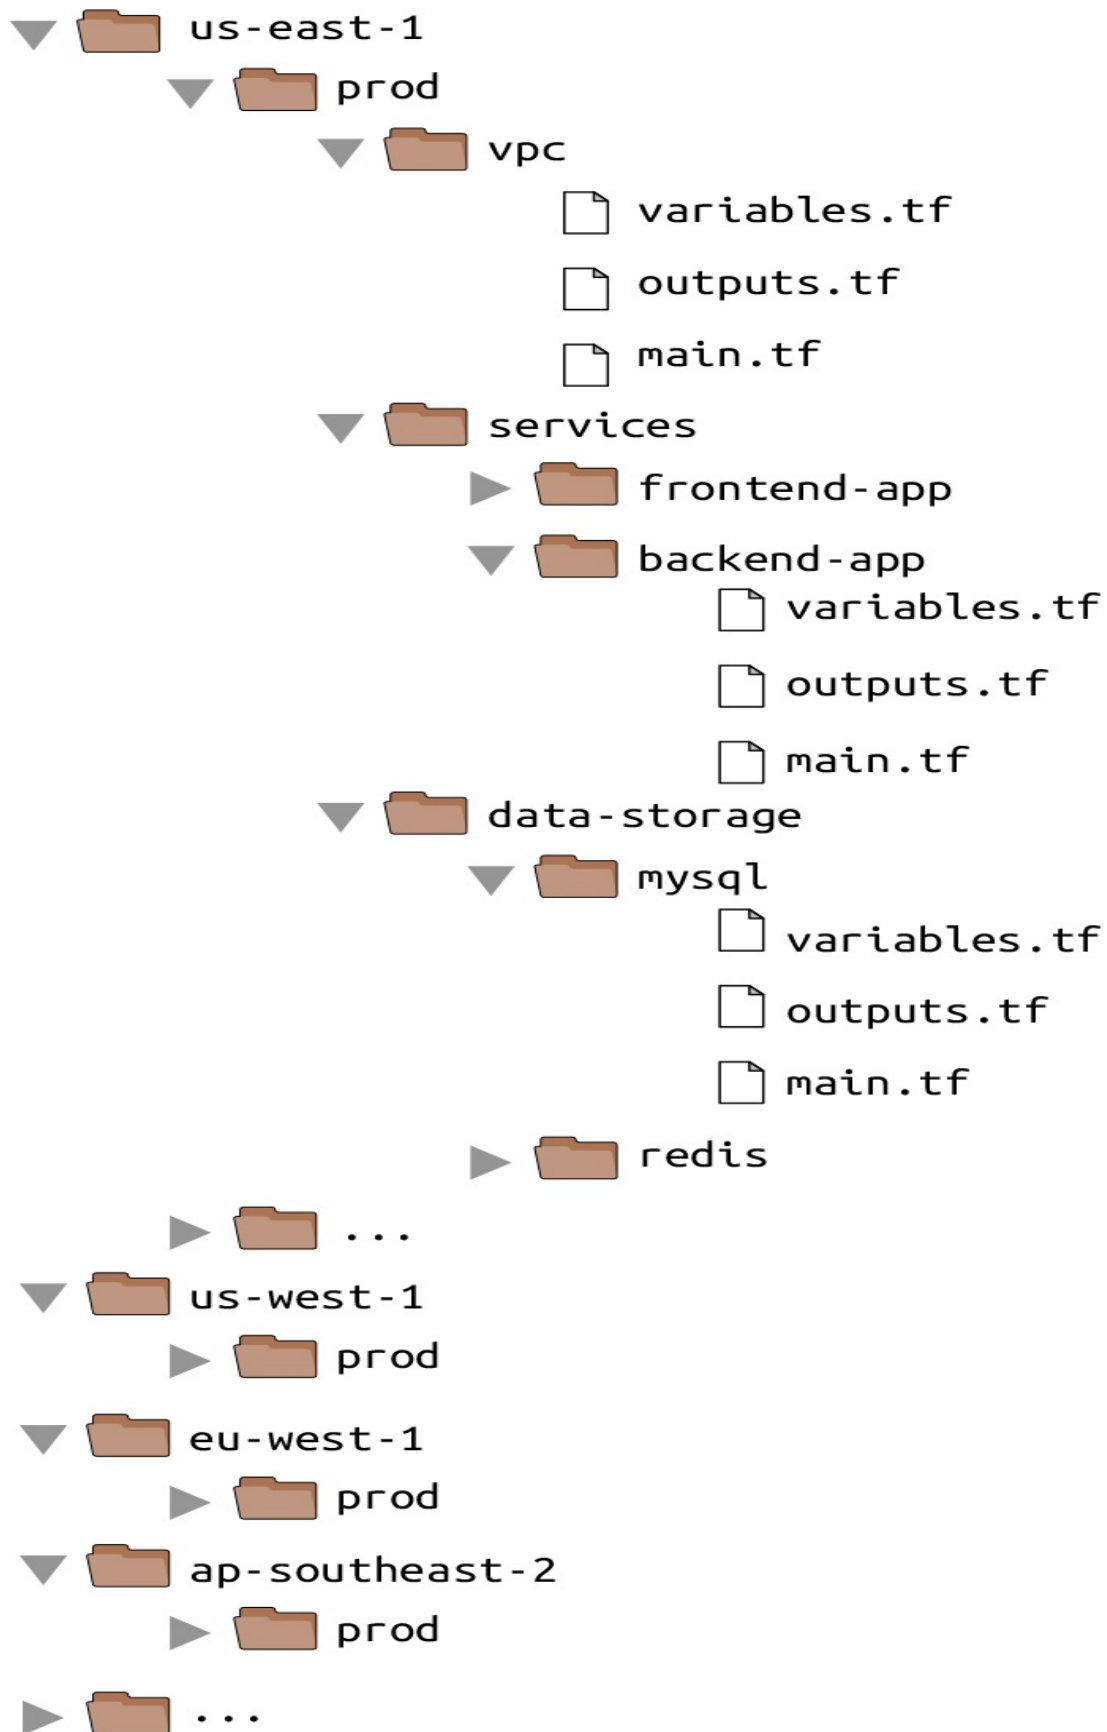 us-east-1
prod
vpc
variables.tf
outputs.tf
main.tf
services
frontend-app
backend-app
variables.tf
outputs.tf
main.tf
data-storage
mysql
variables.tf
outputs.tf
main.tf
redis
...
us-west-1
prod
eu-west-1
prod
ap-southeast-2
prod
...